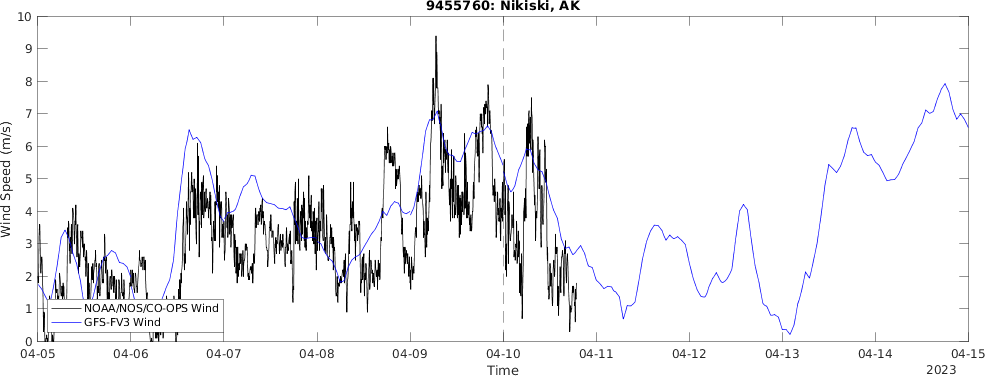 9455760: Nikiski, AK
10
9
8
7
6
5
4
3
2
1
0
Wind Speed (m/s)
NOAA/NOS/CO-OPS Wind
GFS-FV3 Wind
04-05 04-06 04-07 04-08 04-09 04-10 04-11 04-12 04-13 04-14 04-15
Time
2023